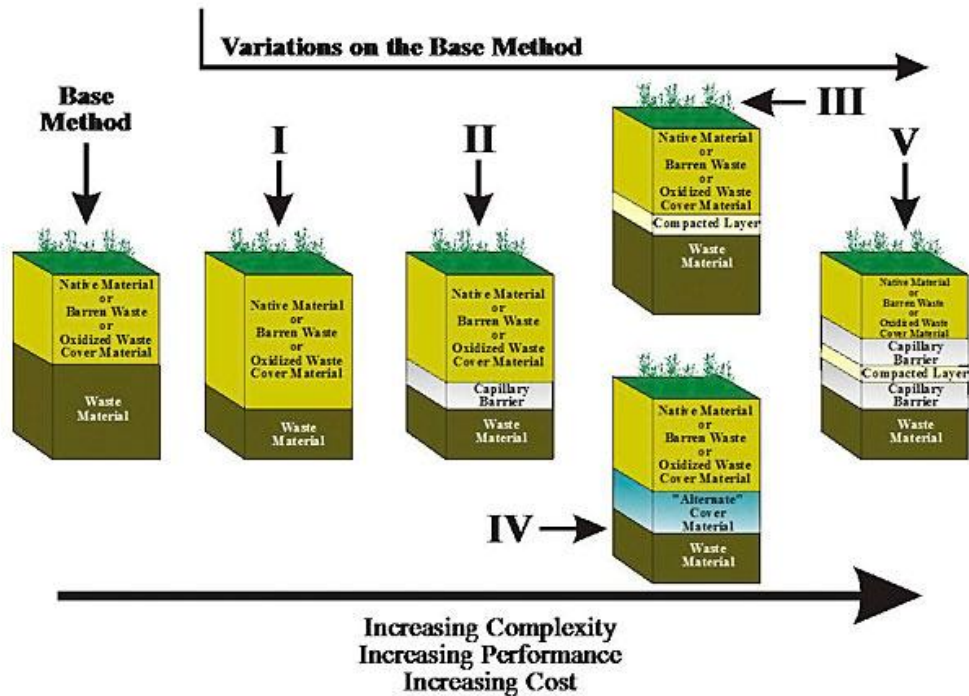 Variations on the Base Method
Base
Method
I
II
III
V
Native Material
or
Barren Waste
or
Oxidized Waste
Cover Material
Waste
Material
Native Material
or
Barren Waste
or
Oxidized Waste
Cover Material
Waste
Material
Native Material
or
Barren Waste
or
Oxidized Waste
Cover Material
Capillary
Barrier
Waste
Material
Native Material
or
Barren Waste
or
Oxidized Waste
Cover Material
Compacted Layer
Waste
Material
IV
Native Material
or
Barren Waste
or
Oxidized Waste
Cover Material
"Alternate"
Cover
Material
Waste
Material
Native Material
or
Barren Waste
or
Oxidized Waste
Cover Material
Capillary
Barrier
Compacted Layer
Capillary
Barrier
Waste
Material
Increasing Complexity
Increasing Performance
Increasing Cost